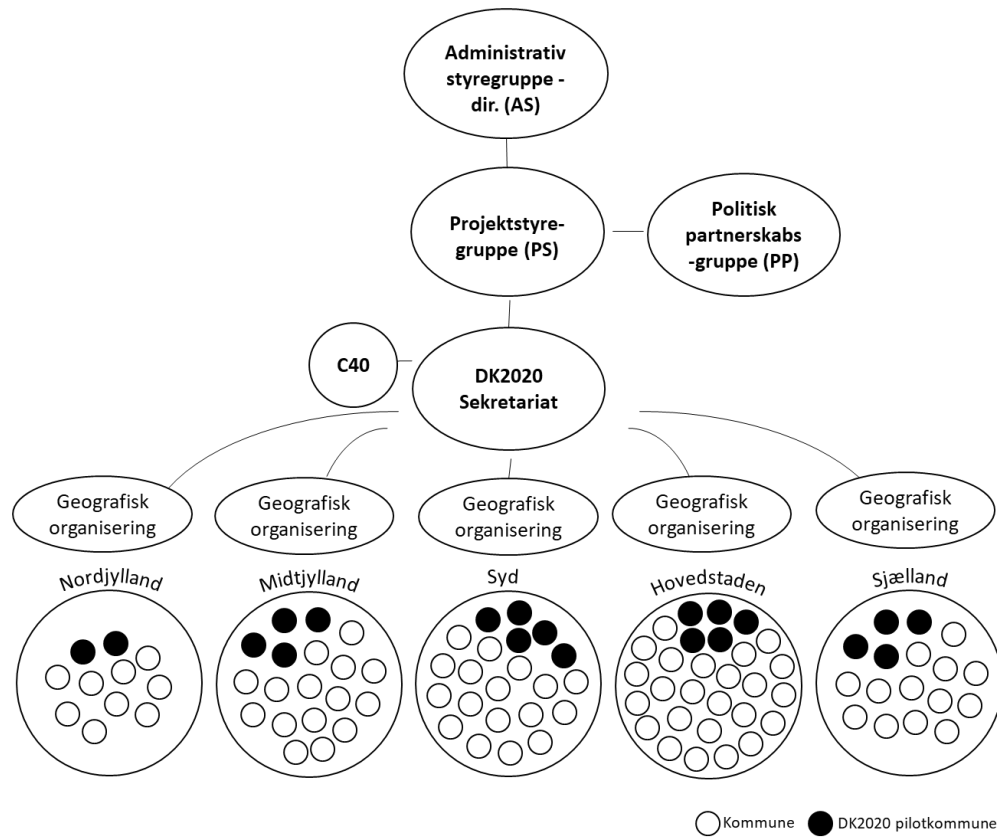 Administrativ
styregruppe -
dir. (AS)
Projektstyre-
gruppe (PS)
Politisk
partnerskabs
-gruppe (PP)
C40
DK2020
Sekretariat
Geografisk
organisering
Geografisk
organisering
Geografisk
organisering
Geografisk
organisering
Geografisk
organisering
Nordjylland
Midtjylland
Syd
Hovedstaden
Sjælland
Kommune
DK2020 pilotkommune